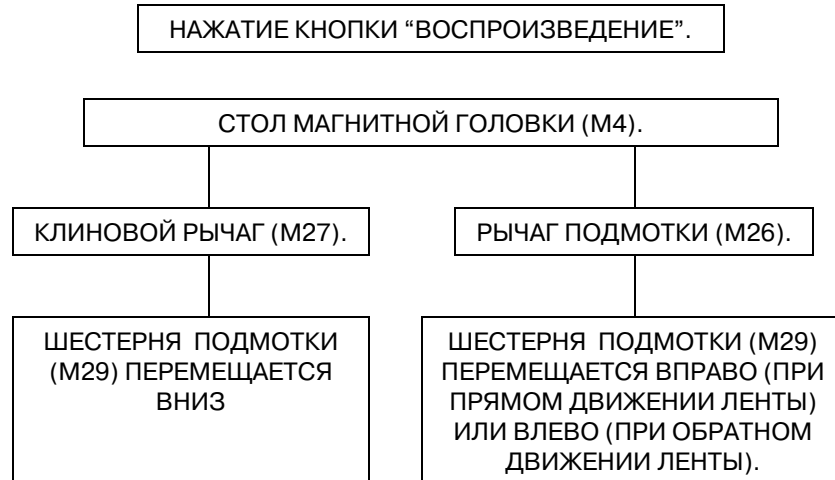 НАЖАТИЕ КНОПКИ “ВОСПРОИЗВЕДЕНИЕ”.
СТОЛ МАГНИТНОЙ ГОЛОВКИ (М4).
КЛИНОВОЙ РЫЧАГ (М27).
РЫЧАГ ПОДМОТКИ (М26).
ШЕСТЕРНЯ ПОДМОТКИ
(М29) ПЕРЕМЕЩАЕТСЯ
ВНИЗ
ШЕСТЕРНЯ ПОДМОТКИ (М29)
ПЕРЕМЕЩАЕТСЯ ВПРАВО (ПРИ
ПРЯМОМ ДВИЖЕНИИ ЛЕНТЫ)
ИЛИ ВЛЕВО (ПРИ ОБРАТНОМ
ДВИЖЕНИИ ЛЕНТЫ).